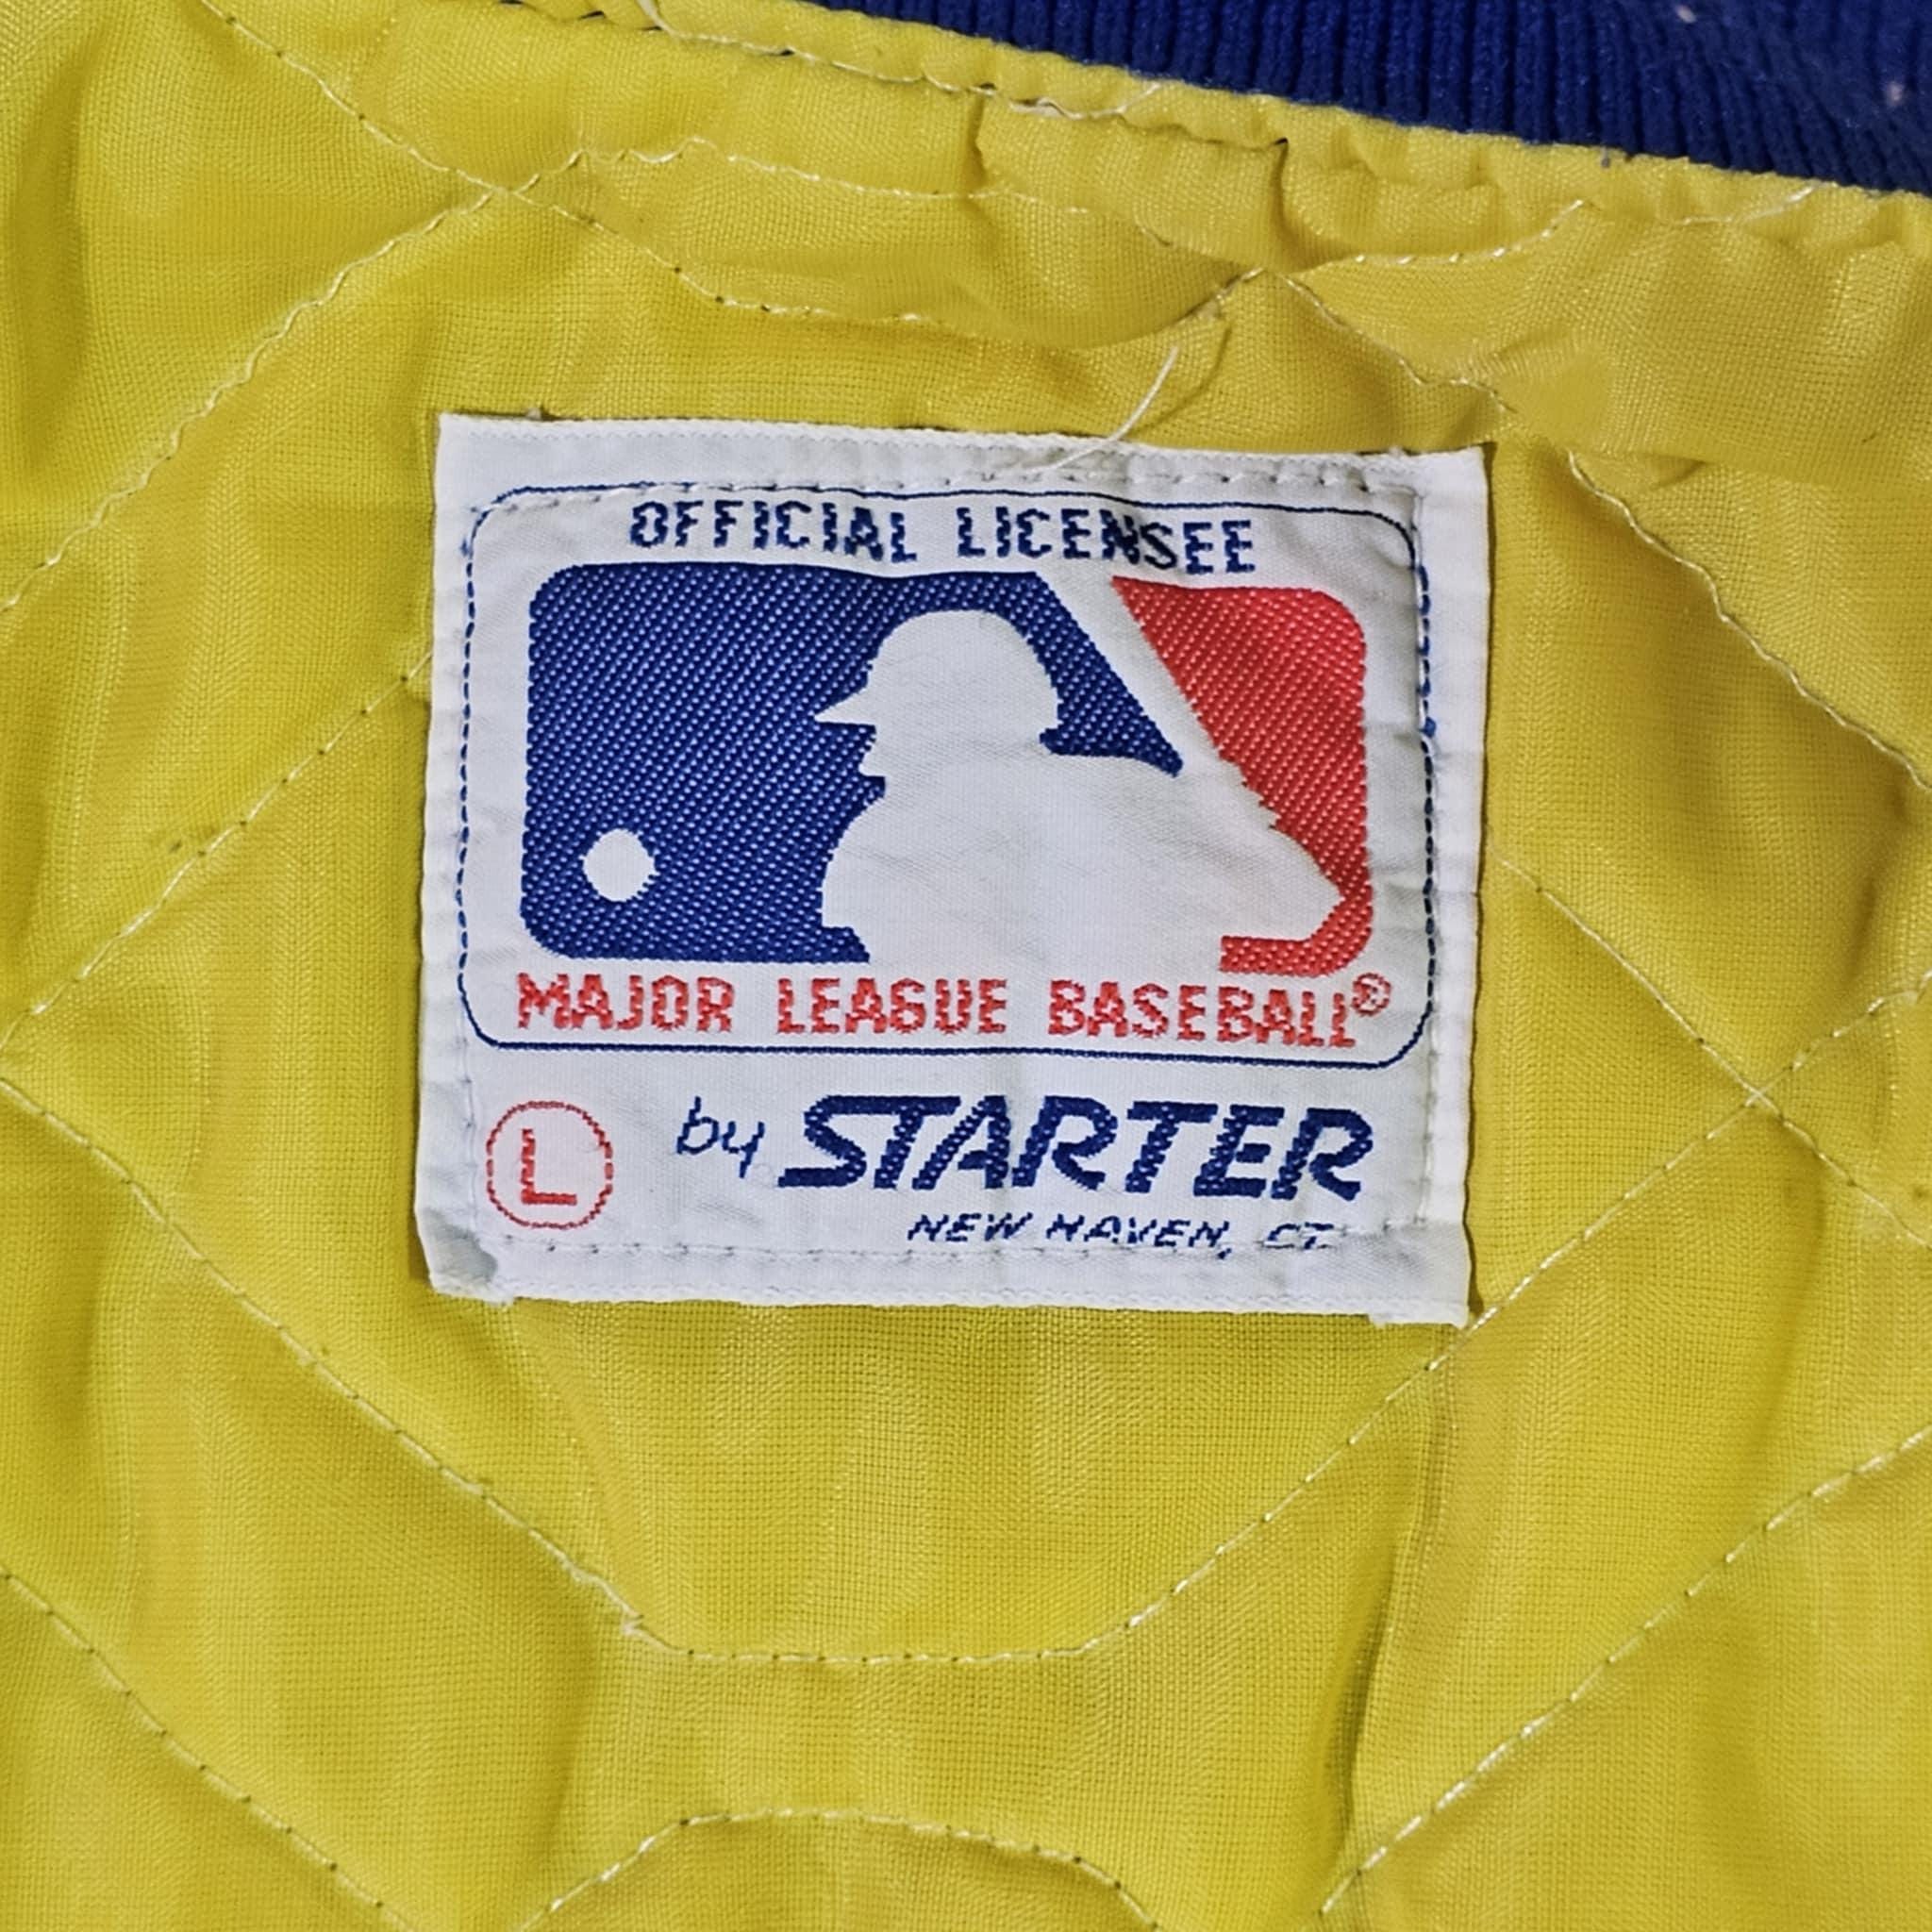 OFFICIAL LICENSEE
MAJOR LEAGUE BASEBALL®
L
by STARTER
NEW HAVEN, CT